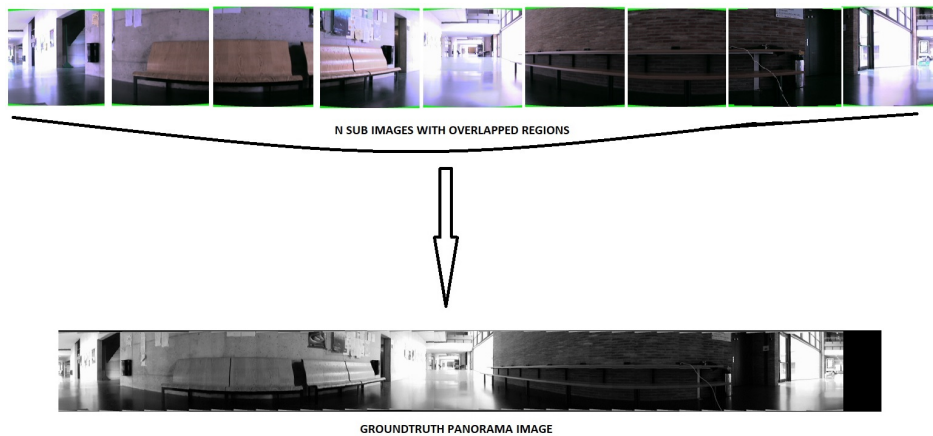 N SUB IMAGES WITH OVERLAPPED REGIONS
GROUNDTRUTH PANORAMA IMAGE